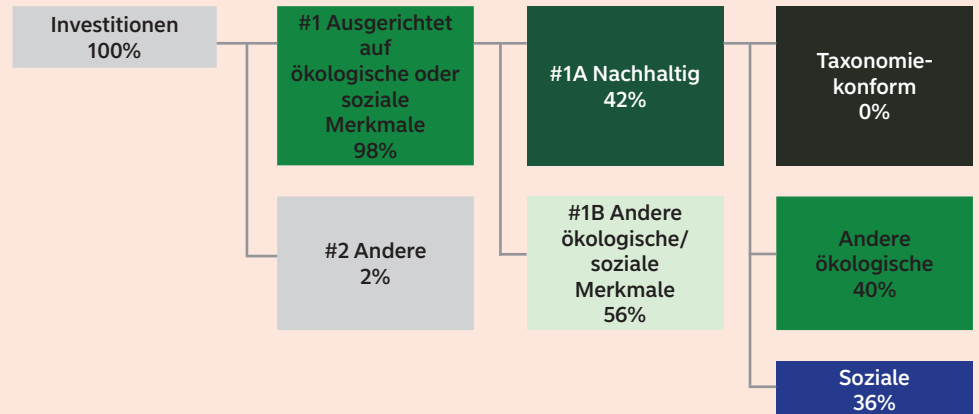 Investitionen
100%
#1 Ausgerichtet
auf
ökologische oder
soziale
Merkmale
98%
#2 Andere
2%
#1A Nachhaltig
42%
#1B Andere
ökologische/
soziale
Merkmale
56%
Taxonomie-
konform
0%
Andere
ökologische
40%
Soziale
36%